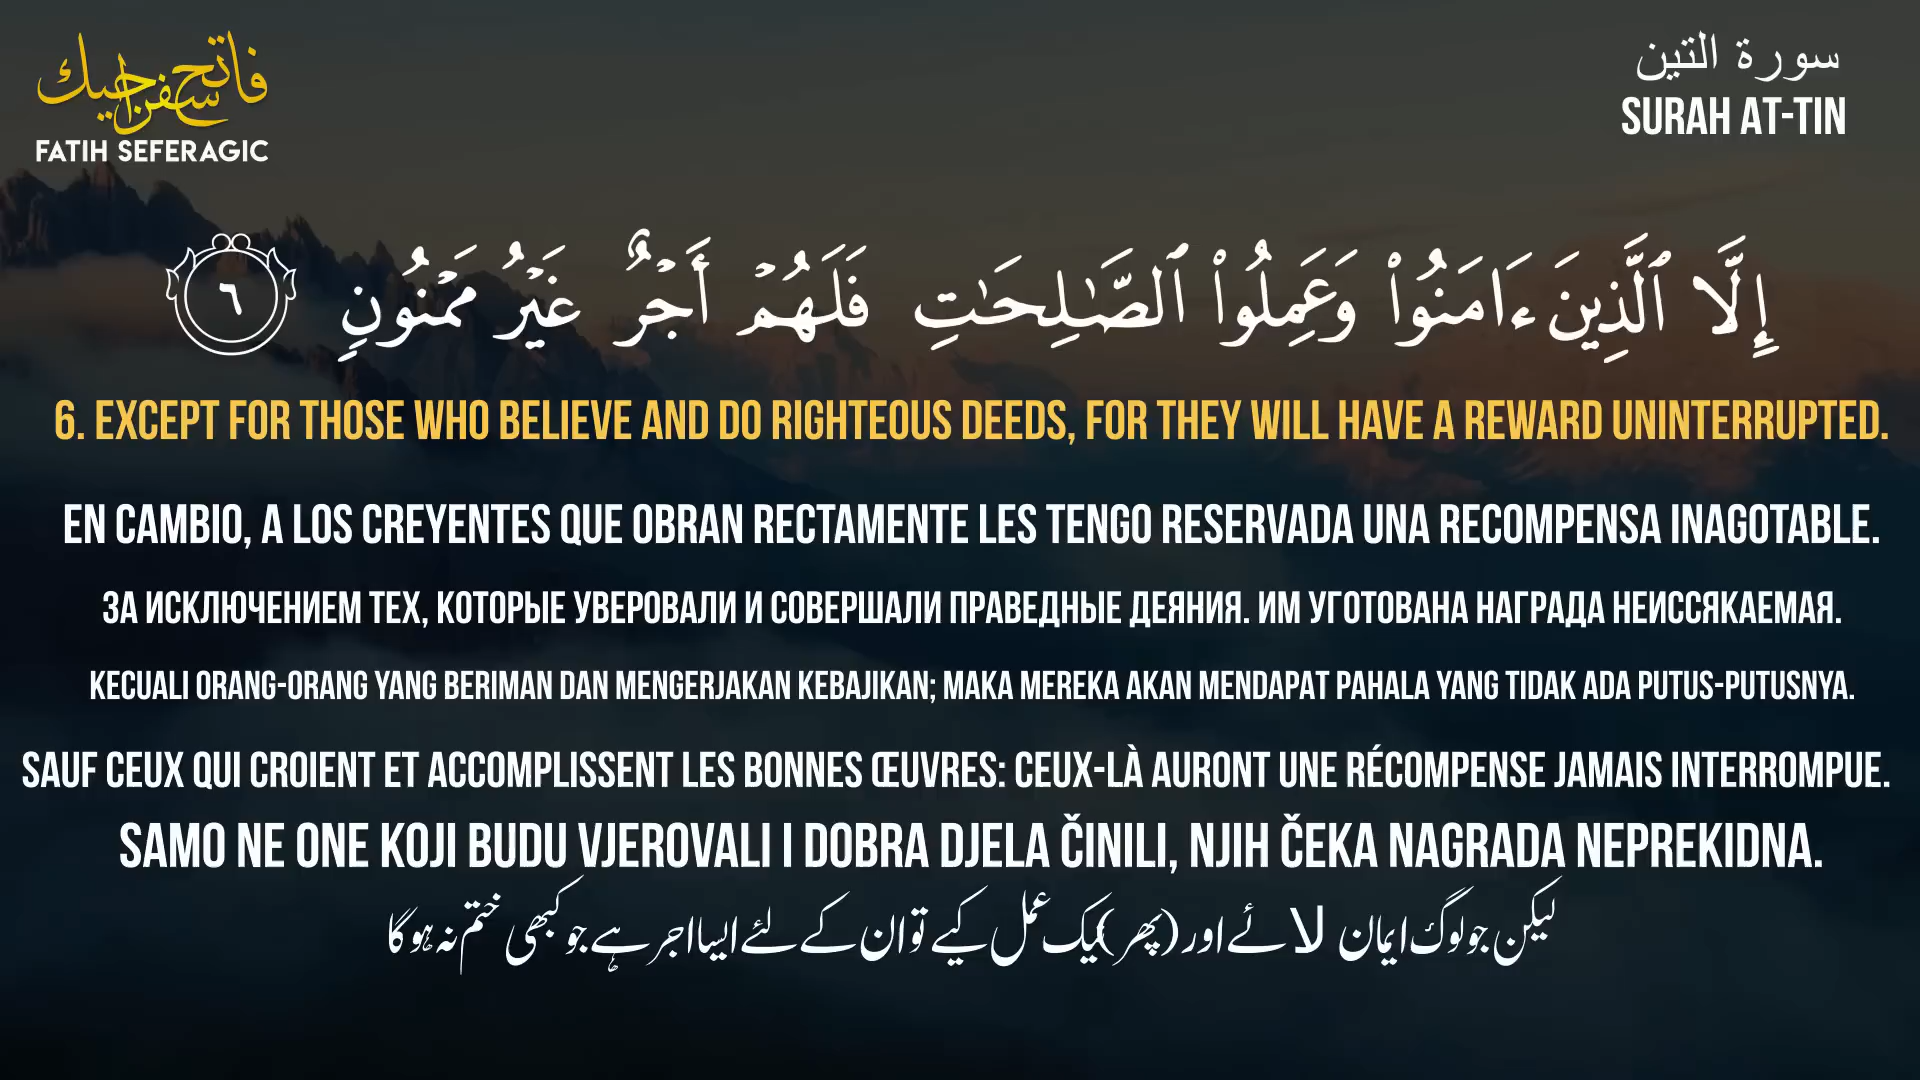 فاتح سفراجيك
FATIH SEFERAGIC
سورة التين
SURAH AT-TIN
إِلَّا ٱلَّذِينَ ءَامَنُوا۟ وَعَمِلُوا۟ ٱلصَّـٰلِحَـٰتِ فَلَهُمْ أَجْرٌ غَيْرُ مَمْنُونٍ ٦
6. EXCEPT FOR THOSE WHO BELIEVE AND DO RIGHTEOUS DEEDS, FOR THEY WILL HAVE A REWARD UNINTERRUPTED.
EN CAMBIO, A LOS CREYENTES QUE OBRAN RECTAMENTE LES TENGO RESERVADA UNA RECOMPENSA INAGOTABLE.
ЗА ИСКЛЮЧЕНИЕМ ТЕХ, КОТОРЫЕ УВЕРОВАЛИ И СОВЕРШАЛИ ПРАВЕДНЫЕ ДЕЯНИЯ. ИМ УГОТОВАНА НАГРАДА НЕИССЯКАЕМАЯ.
KECUALI ORANG-ORANG YANG BERIMAN DAN MENGERJAKAN KEBAJIKAN; MAKA MEREKA AKAN MENDAPAT PAHALA YANG TIDAK ADA PUTUS-PUTUSNYA.
SAUF CEUX QUI CROIENT ET ACCOMPLISSENT LES BONNES ŒUVRES: CEUX-LÀ AURONT UNE RÉCOMPENSE JAMAIS INTERROMPUE.
SAMO NE ONE KOJI BUDU VJEROVALI I DOBRA DJELA ČINILI, NJIH ČEKA NAGRADA NEPREKIDNA.
لیکن جو لوگ ایمان لائے اور (پھر) نیک عمل کیے تو ان کے لئے ایسا اجر ہے جو کبھی ختم نہ ہوگا